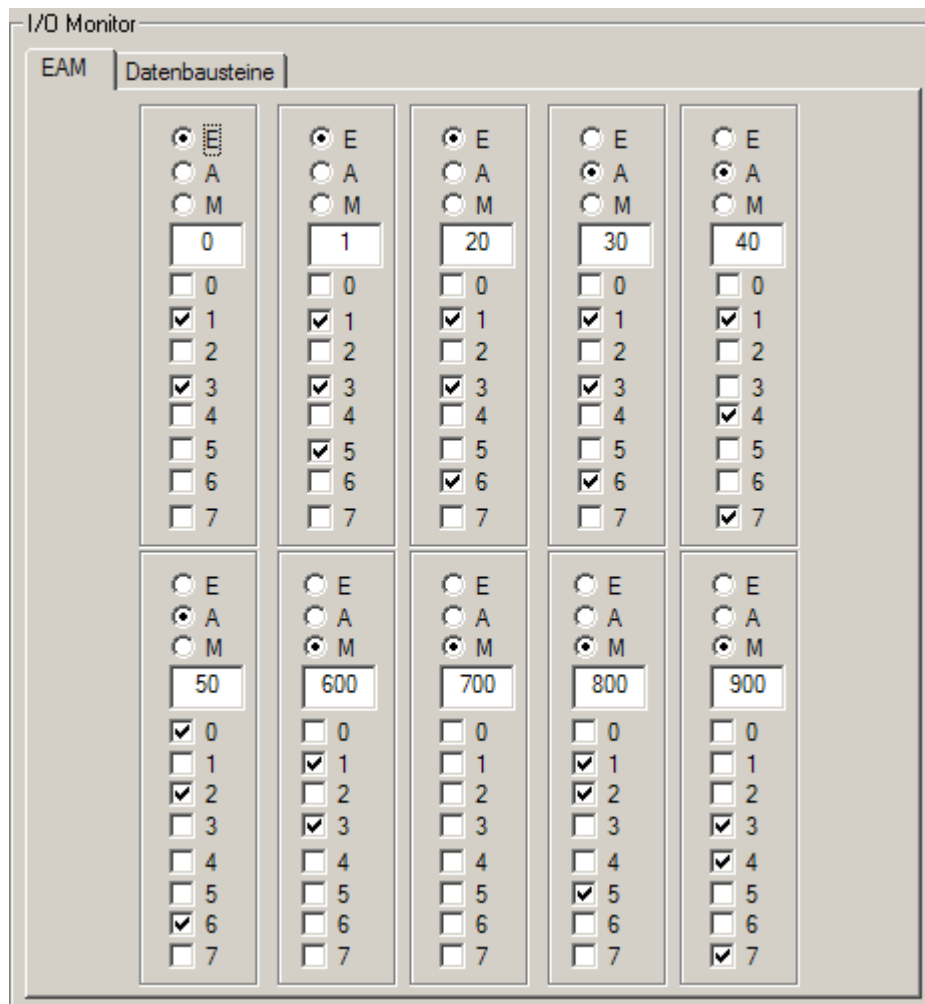 I/O Monitor
EAM Datenbausteine
E E E E E
A A A A A
M M M M M
0 1 20 30 40
0 0 0 0 0
1 1 1 1 1
2 2 2 2 2
3 3 3 3 3
4 4 4 4 4
5 5 5 5 5
6 6 6 6 6
7 7 7 7 7
E E E E E
A A A A A
M M M M M
50 600 700 800 900
0 0 0 0 0
1 1 1 1 1
2 2 2 2 2
3 3 3 3 3
4 4 4 4 4
5 5 5 5 5
6 6 6 6 6
7 7 7 7 7